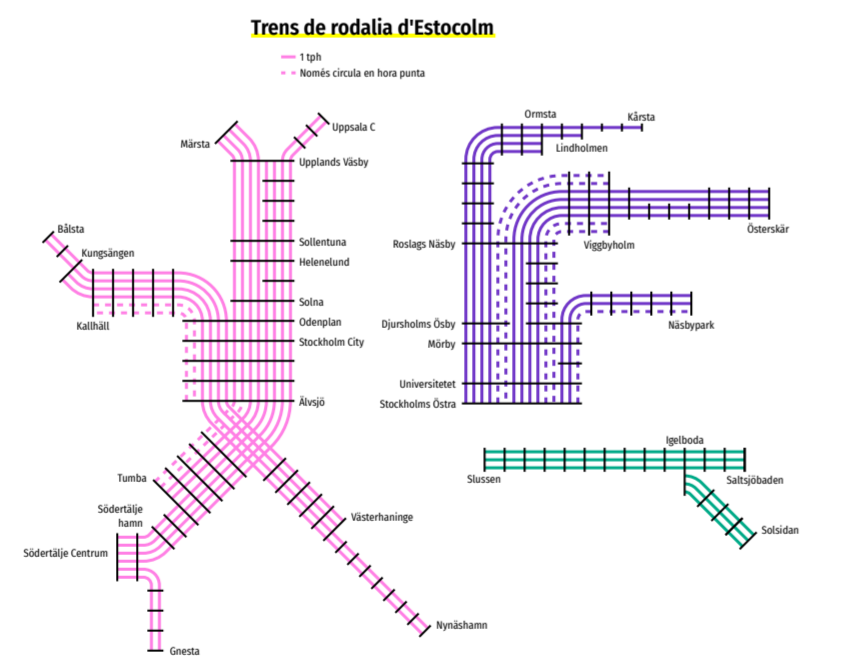 Trens de rodalia d'Estocolm
1 tph
Només circula en hora punta
Märsta
Uppsala C
Upplands Väsby
Bålsta
Kungsängen
Sollentuna
Helenelund
Solna
Kallhäll
Odenplan
Stockholm City
Älvsjö
Tumba
Södertälje
hamn
Södertälje Centrum
Västerhaninge
Nynäshamn
Gnesta
Ormsta
Kårsta
Lindholmen
Roslags Näsby
Viggbyholm
Österskär
Djursholms Ösby
Näsbypark
Mörby
Universitetet
Stockholms Östra
Igelboda
Slussen
Saltsjöbaden
Solsidan